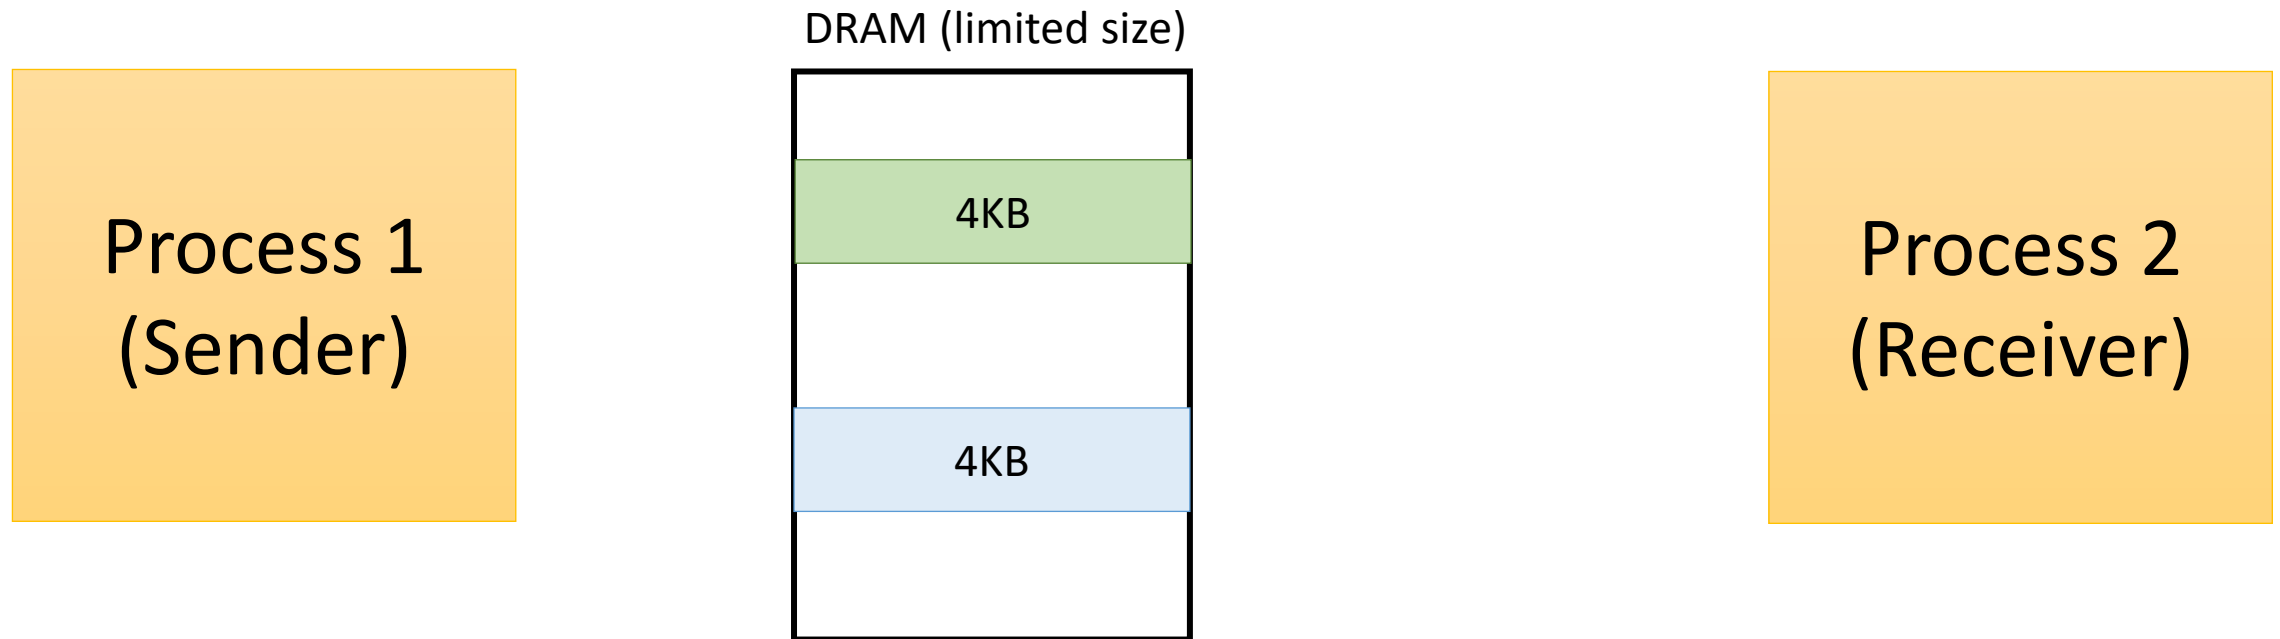 DRAM (limited size)
Process 1
(Sender)
4KB
4KB
Process 2
(Receiver)